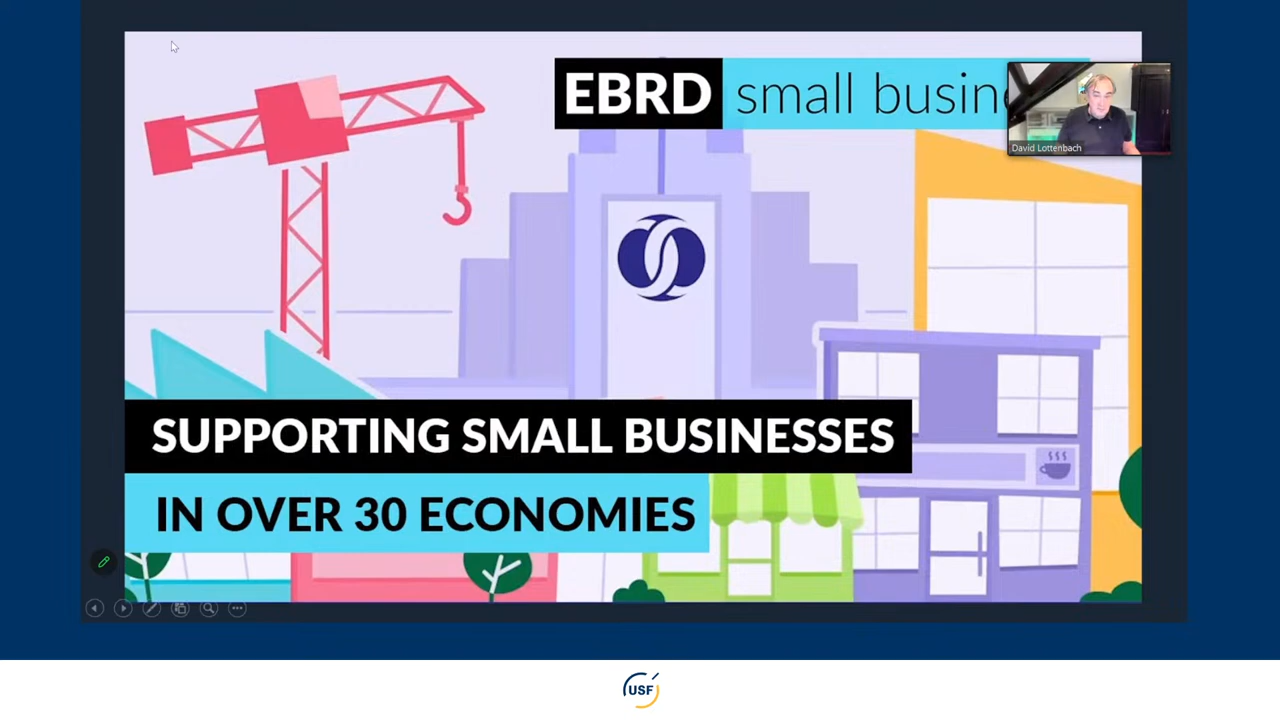 EBRD small busin
David Lottenbach
SUPPORTING SMALL BUSINESSES
IN OVER 30 ECONOMIES
USF